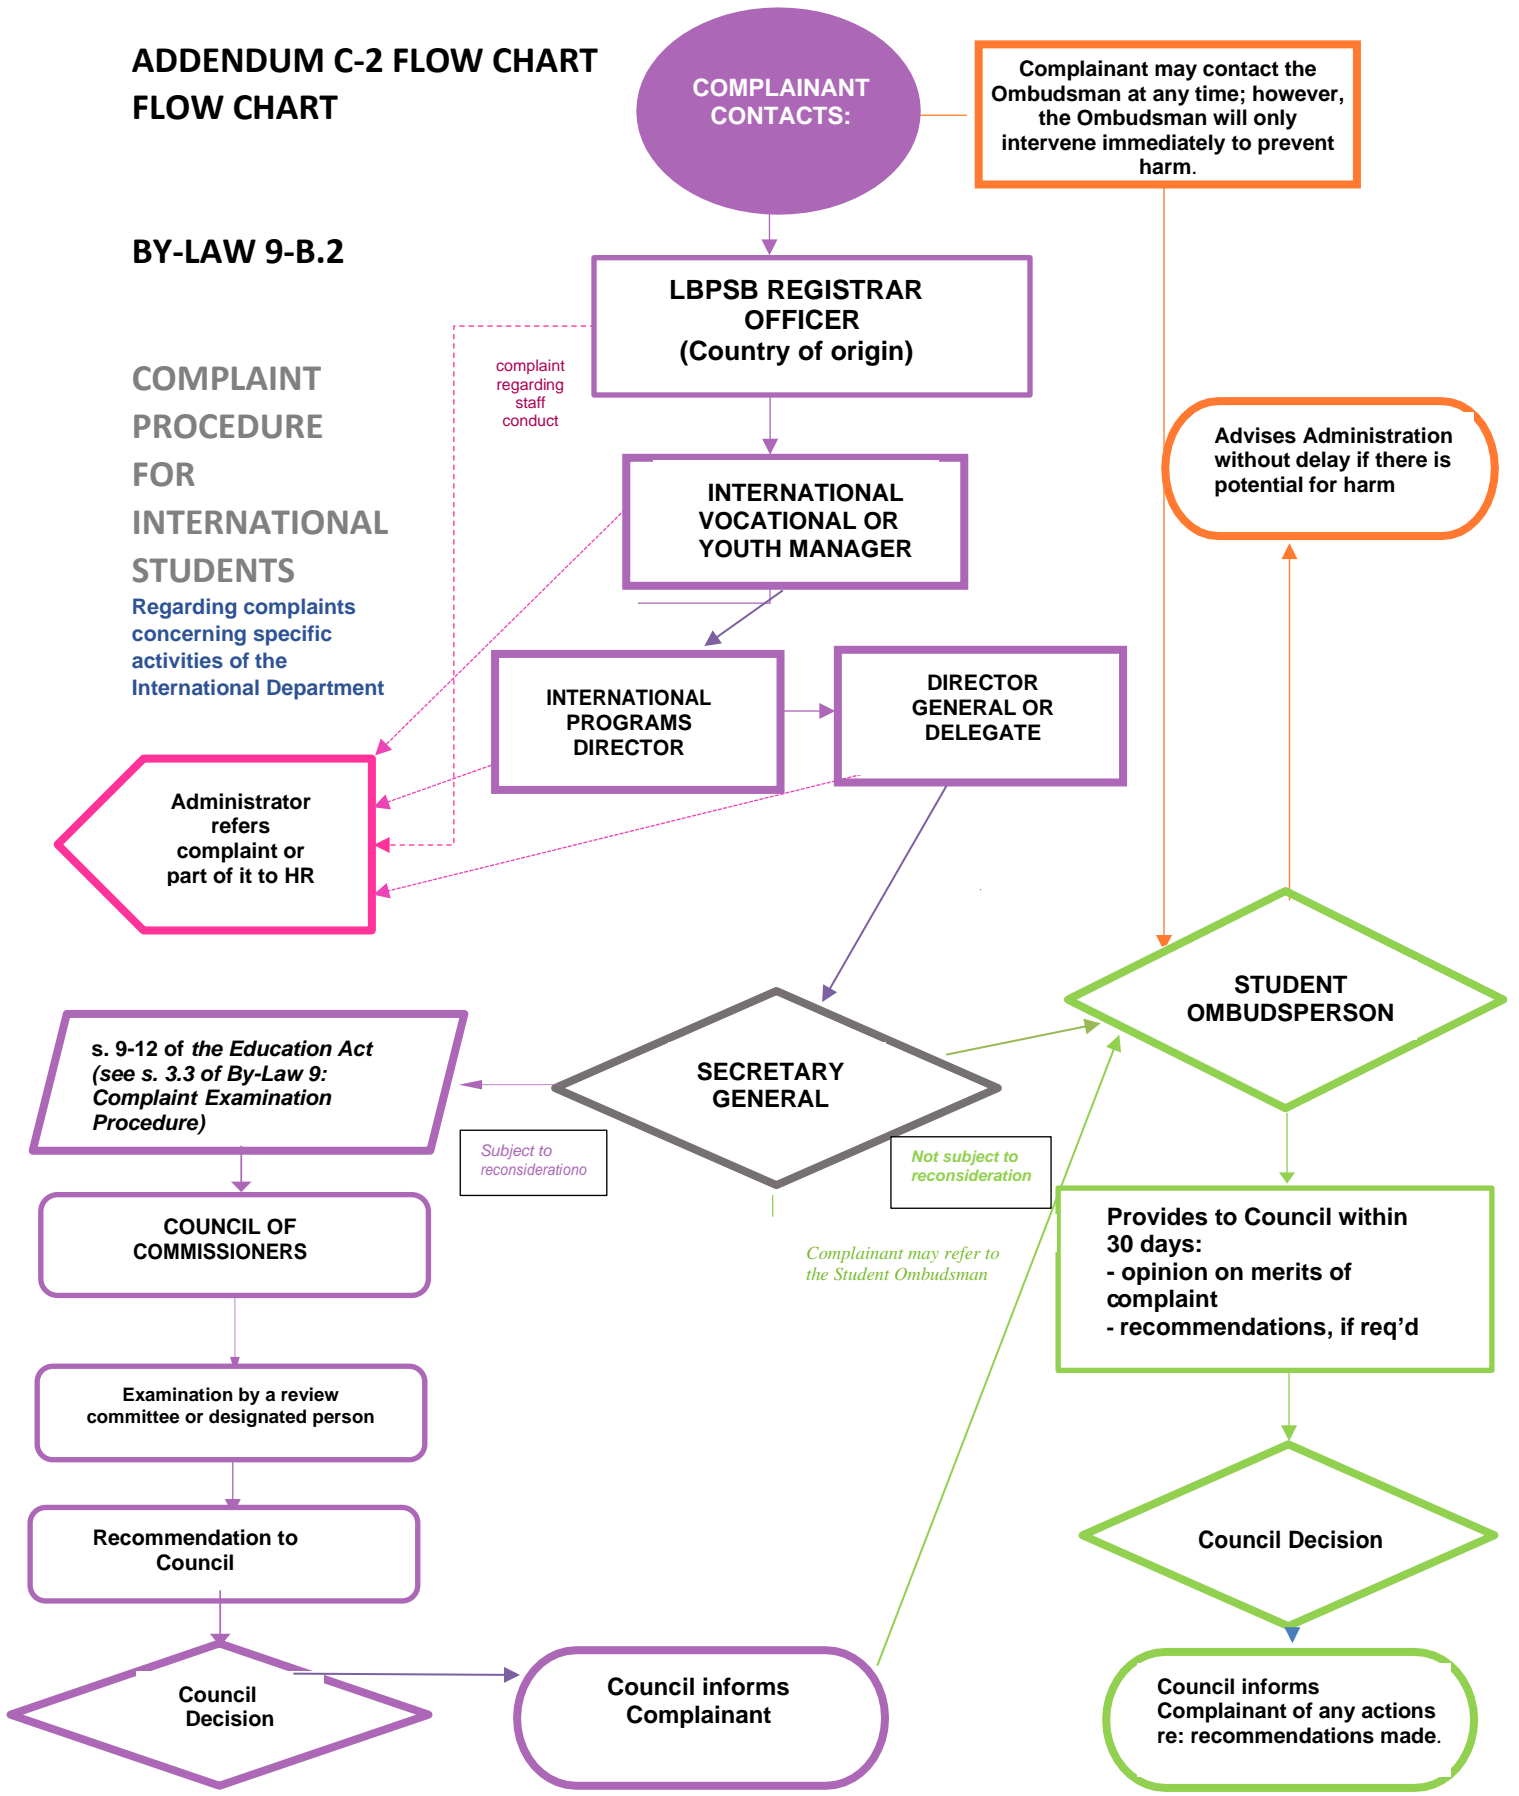 ADDENDUM C-2 FLOW CHART
FLOW CHART
COMPLAINANT
CONTACTS:
Complainant may contact the
Ombudsman at any time; however,
the Ombudsman will only
intervene immediately to prevent
harm.
BY-LAW 9-B.2
LBPSB REGISTRAR
OFFICER
(Country of origin)
COMPLAINT
PROCEDURE
FOR
INTERNATIONAL
STUDENTS
Regarding complaints
concerning specific
activities of the
International Department
complaint
regarding
staff
conduct
Advises Administration
without delay if there is
potential for harm
INTERNATIONAL
VOCATIONAL OR
YOUTH MANAGER
INTERNATIONAL
PROGRAMS
DIRECTOR
DIRECTOR
GENERAL OR
DELEGATE
Administrator
refers
complaint or
part of it to HR
STUDENT
OMBUDSPERSON
s. 9-12 of the Education Act
(see s. 3.3 of By-Law 9:
Complaint Examination
Procedure)
SECRETARY
GENERAL
Subject to
reconsiderationo
Not subject to
reconsideration
COUNCIL OF
COMMISSIONERS
Complainant may refer to
the Student Ombudsman
Provides to Council within
30 days:
- opinion on merits of
complaint
- recommendations, if req’d
Examination by a review
committee or designated person
Recommendation to
Council
Council Decision
Council
Decision
Council informs
Complainant
Council informs
Complainant of any actions
re: recommendations made.